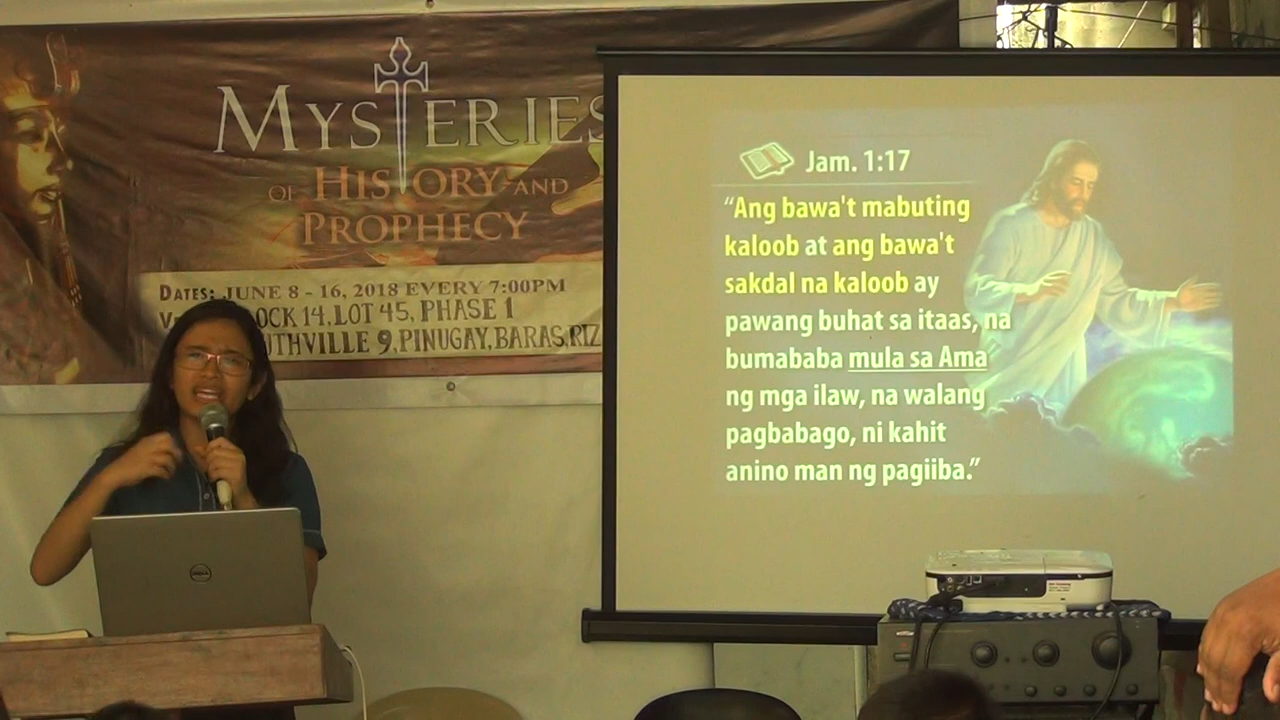 MYSTERIES
OF HISTORY AND
PROPHECY
DATES: JUNE 8 - 16, 2018 EVERY 7:00PM
OCK 14, LOT 45, PHASE 1
UTHVILLE 9, PINUGAY, BARAS, RIZ
Jam. 1:17
“Ang bawa't mabuting
kaloob at ang bawa't
sakdal na kaloob ay
pawang buhat sa itaas, na
bumababa mula sa Ama
ng mga ilaw, na walang
pagbabago, ni kahit
anino man ng pagiiba.”
DELL